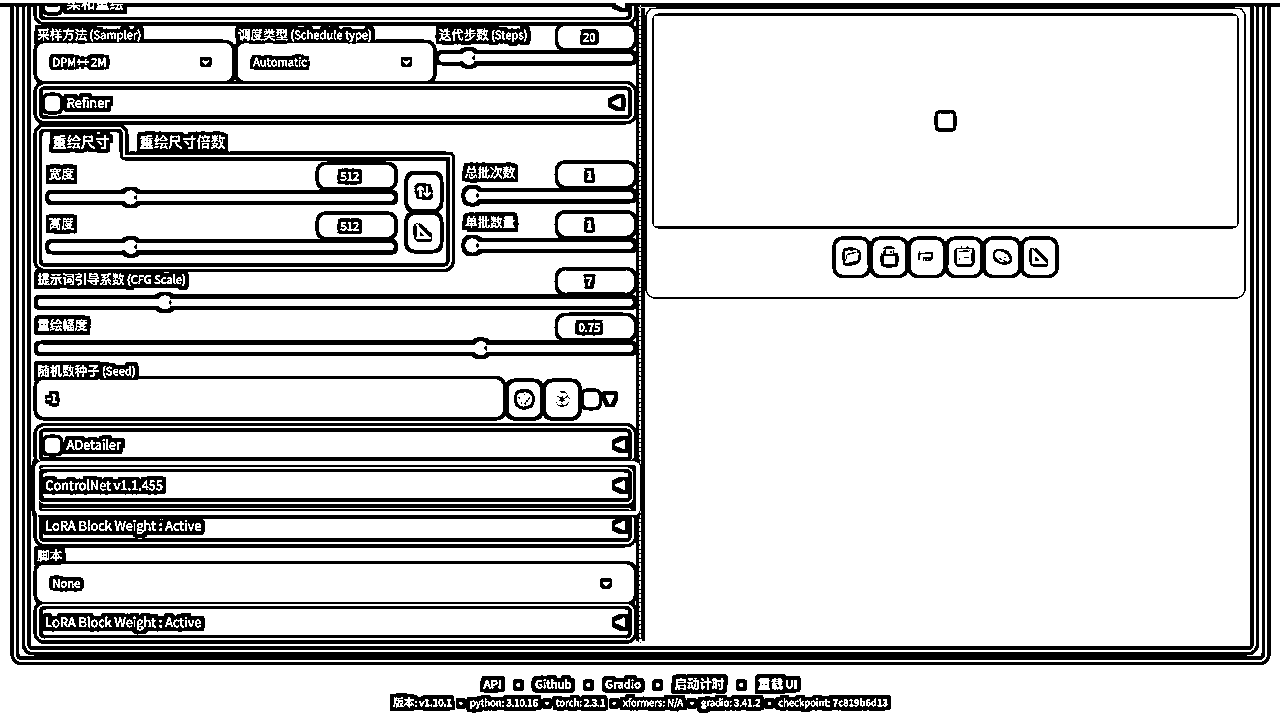 柔和重绘
采样方法 (Sampler)
调度类型 (Schedule type)
迭代步数 (Steps)
20
DPM++ 2M
Automatic
Refiner
重绘尺寸
重绘尺寸倍数
宽度
512
总批次数
1
高度
512
单批数量
1
提示词引导系数 (CFG Scale)
7
重绘幅度
0.75
随机数种子 (Seed)
-1
ADetailer
ControlNet v1.1.455
LoRA Block Weight : Active
脚本
None
LoRA Block Weight : Active
API • Github • Gradio • 启动计时 • 重载 UI
版本: v1.10.1 • python: 3.10.16 • torch: 2.3.1 • xformers: N/A • gradio: 3.41.2 • checkpoint: 7c819b6d13